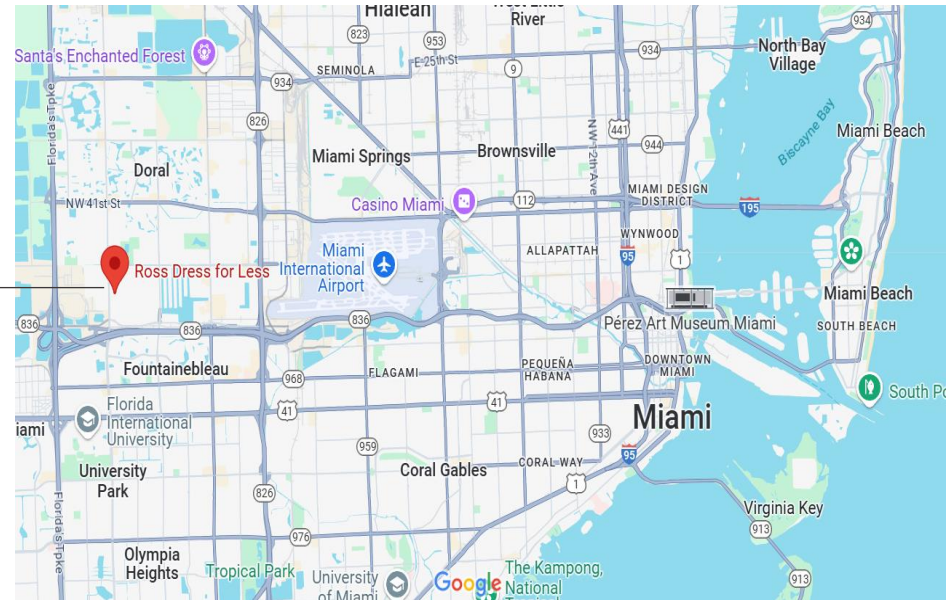 Hialeah
River
823
953
934
North Bay
Village
Santa's Enchanted Forest
E 25th St
934
SEMINOLA
9
934
Florida's Tpke
826
441
Biscayne Bay
Miami Beach
NW 12th Ave
944
Miami Springs
Brownsville
Doral
NW 41st St
Casino Miami
112
MIAMI DESIGN
DISTRICT
195
WYNWOOD
ALLAPATTAH
95
1
Ross Dress for Less
Miami
International
Airport
Miami Beach
836
836
836
Pérez Art Museum Miami
SOUTH BEACH
Fountainebleau
968
FLAGAMI
PEQUEÑA
HABANA
DOWNTOWN
MIAMI
South Po
41
41
Florida
International
University
iami
Miami
933
959
95
University
Park
Coral Gables
CORAL WAY
1
826
Virginia Key
913
Florida's Tpke
976
Olympia
Heights
Tropical Park
University
of Miami
Google
The Kampong,
National
913